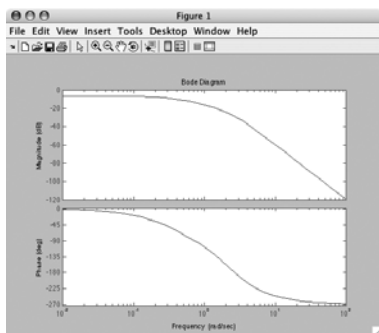 Figure 1
File Edit View Insert Tools Desktop Window Help
Bode Diagram
0
-20
-40
-60
-80
-100
-120
Magnitude (dB)
0
-45
-90
-135
-180
-225
-270
Phase (deg)
Frequency (rad/sec)